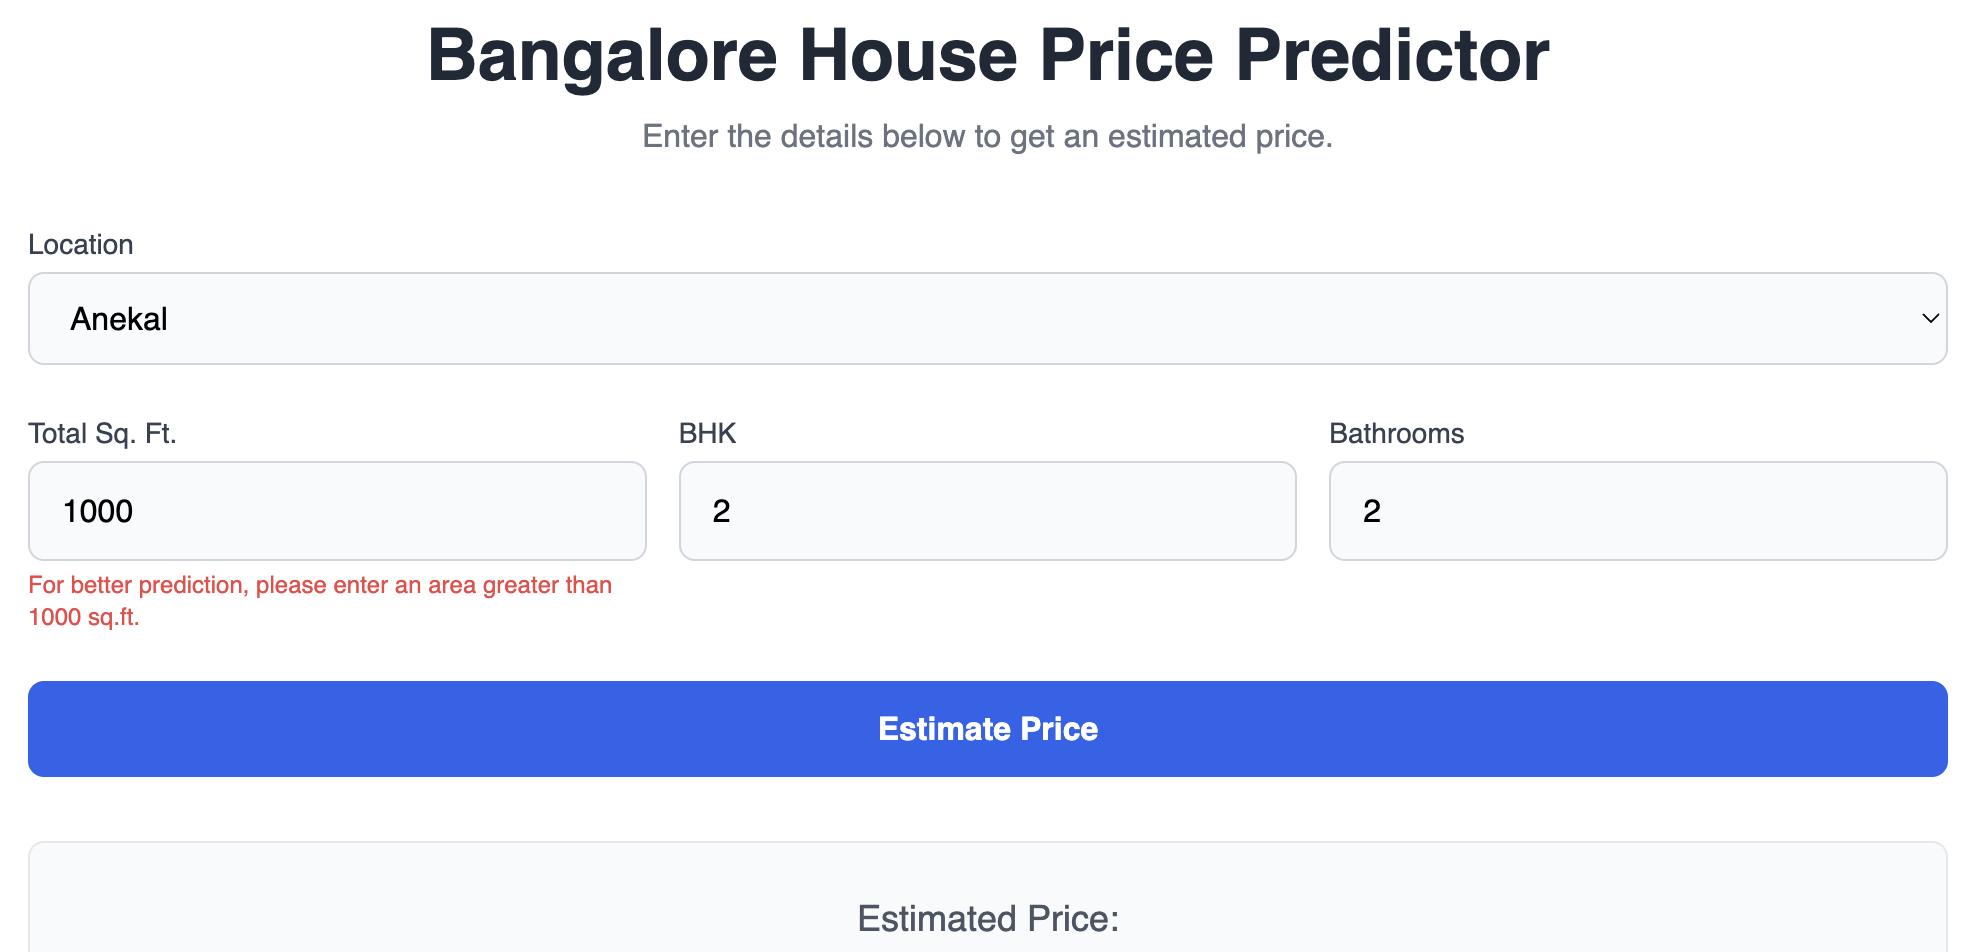 Bangalore House Price Predictor
Enter the details below to get an estimated price.
Location
Anekal
Total Sq. Ft.
BHK
Bathrooms
1000
2
2
For better prediction, please enter an area greater than
1000 sq.ft.
Estimate Price
Estimated Price: